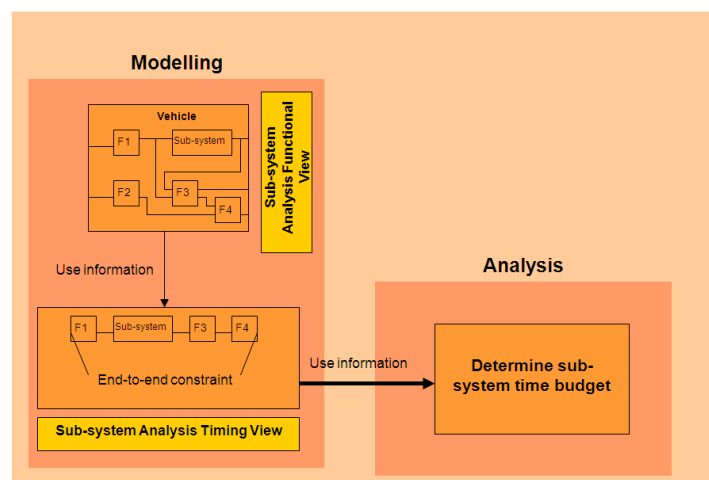 Modelling
Vehicle
F1
Sub-system
F2
F3
F4
Sub-system
Analysis Functional
View
Use information
F1
Sub-system
F3
F4
End-to-end constraint
Sub-system Analysis Timing View
Use information
Analysis
Determine sub-
system time budget